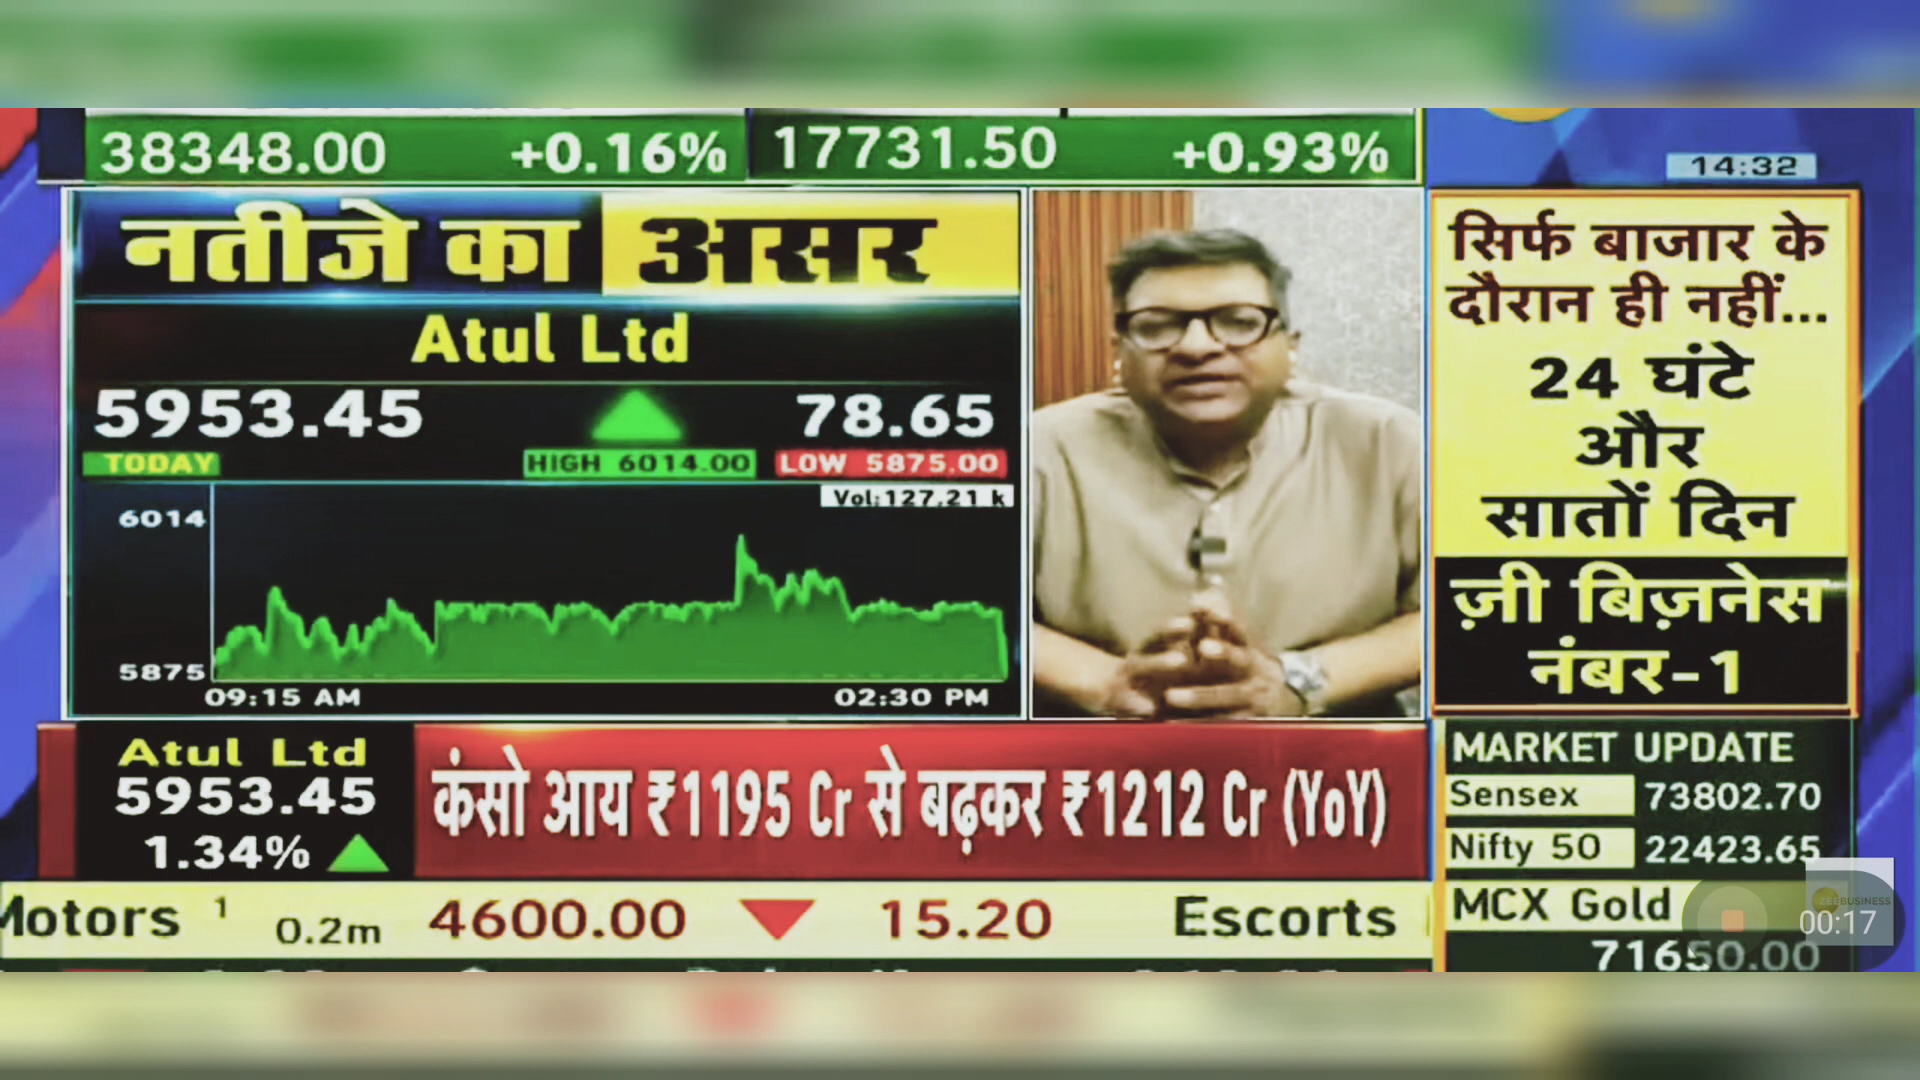 38348.00 +0.16% 17731.50 +0.93%
14:32
नतीजे का असर
Atul Ltd
5953.45 78.65
TODAY HIGH 6014.00 LOW 5875.00
Vol:127.21 k
6014
5875
09:15 AM 02:30 PM
सिर्फ बाजार के
दौरान ही नहीं...
24 घंटे
और
सातों दिन
ज़ी बिज़नेस
नंबर-1
Atul Ltd
5953.45
1.34%
कंसो आय ₹1195 Cr से बढ़कर ₹1212 Cr (YoY)
MARKET UPDATE
Sensex 73802.70
Nifty 50 22423.65
MCX Gold
71650.00
ZEEBUSINESS
00:17
Motors 1 0.2m 4600.00 15.20 Escorts